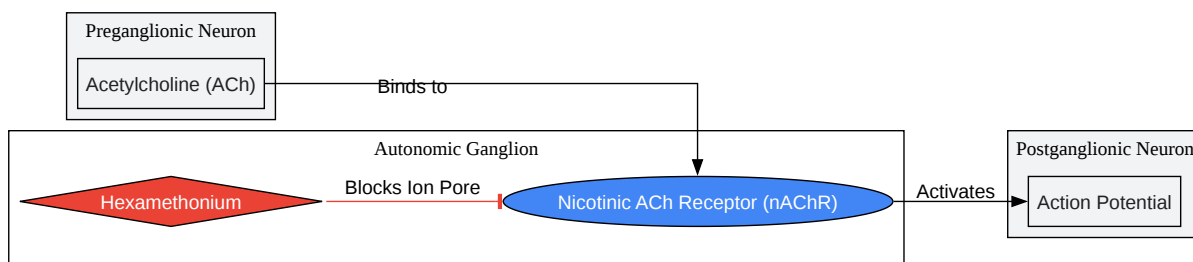 Preganglionic Neuron
Acetylcholine (ACh)
Binds to
Autonomic Ganglion
Postganglionic Neuron
Hexamethonium
Blocks Ion Pore
Nicotinic ACh Receptor (nAChR)
Activates
Action Potential